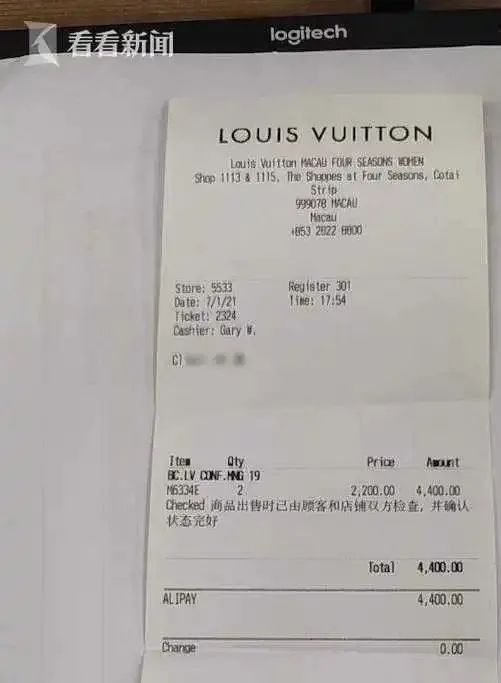 看看新闻
logitech
LOUIS VUITTON
Louis Vuitton MACAU FOUR SEASONS WOMEN
Shop 1113 & 1115, The Shoppes at Four Seasons, Cotai
Strip
999078 MACAU
Macau
+853 2822 8800
Store: 5533 Register 301
Date: 7/1/21 Time: 17:54
Ticket: 2324
Cashier: Gary W.
Item Qty Price Amount
BC.LV CONF.MNG 19
M6334E 2 2,200.00 4,400.00
Checked 商品出售时已由顾客和店铺双方检查，并确认
状态完好
Total 4,400.00
ALIPAY 4,400.00
Change 0.00